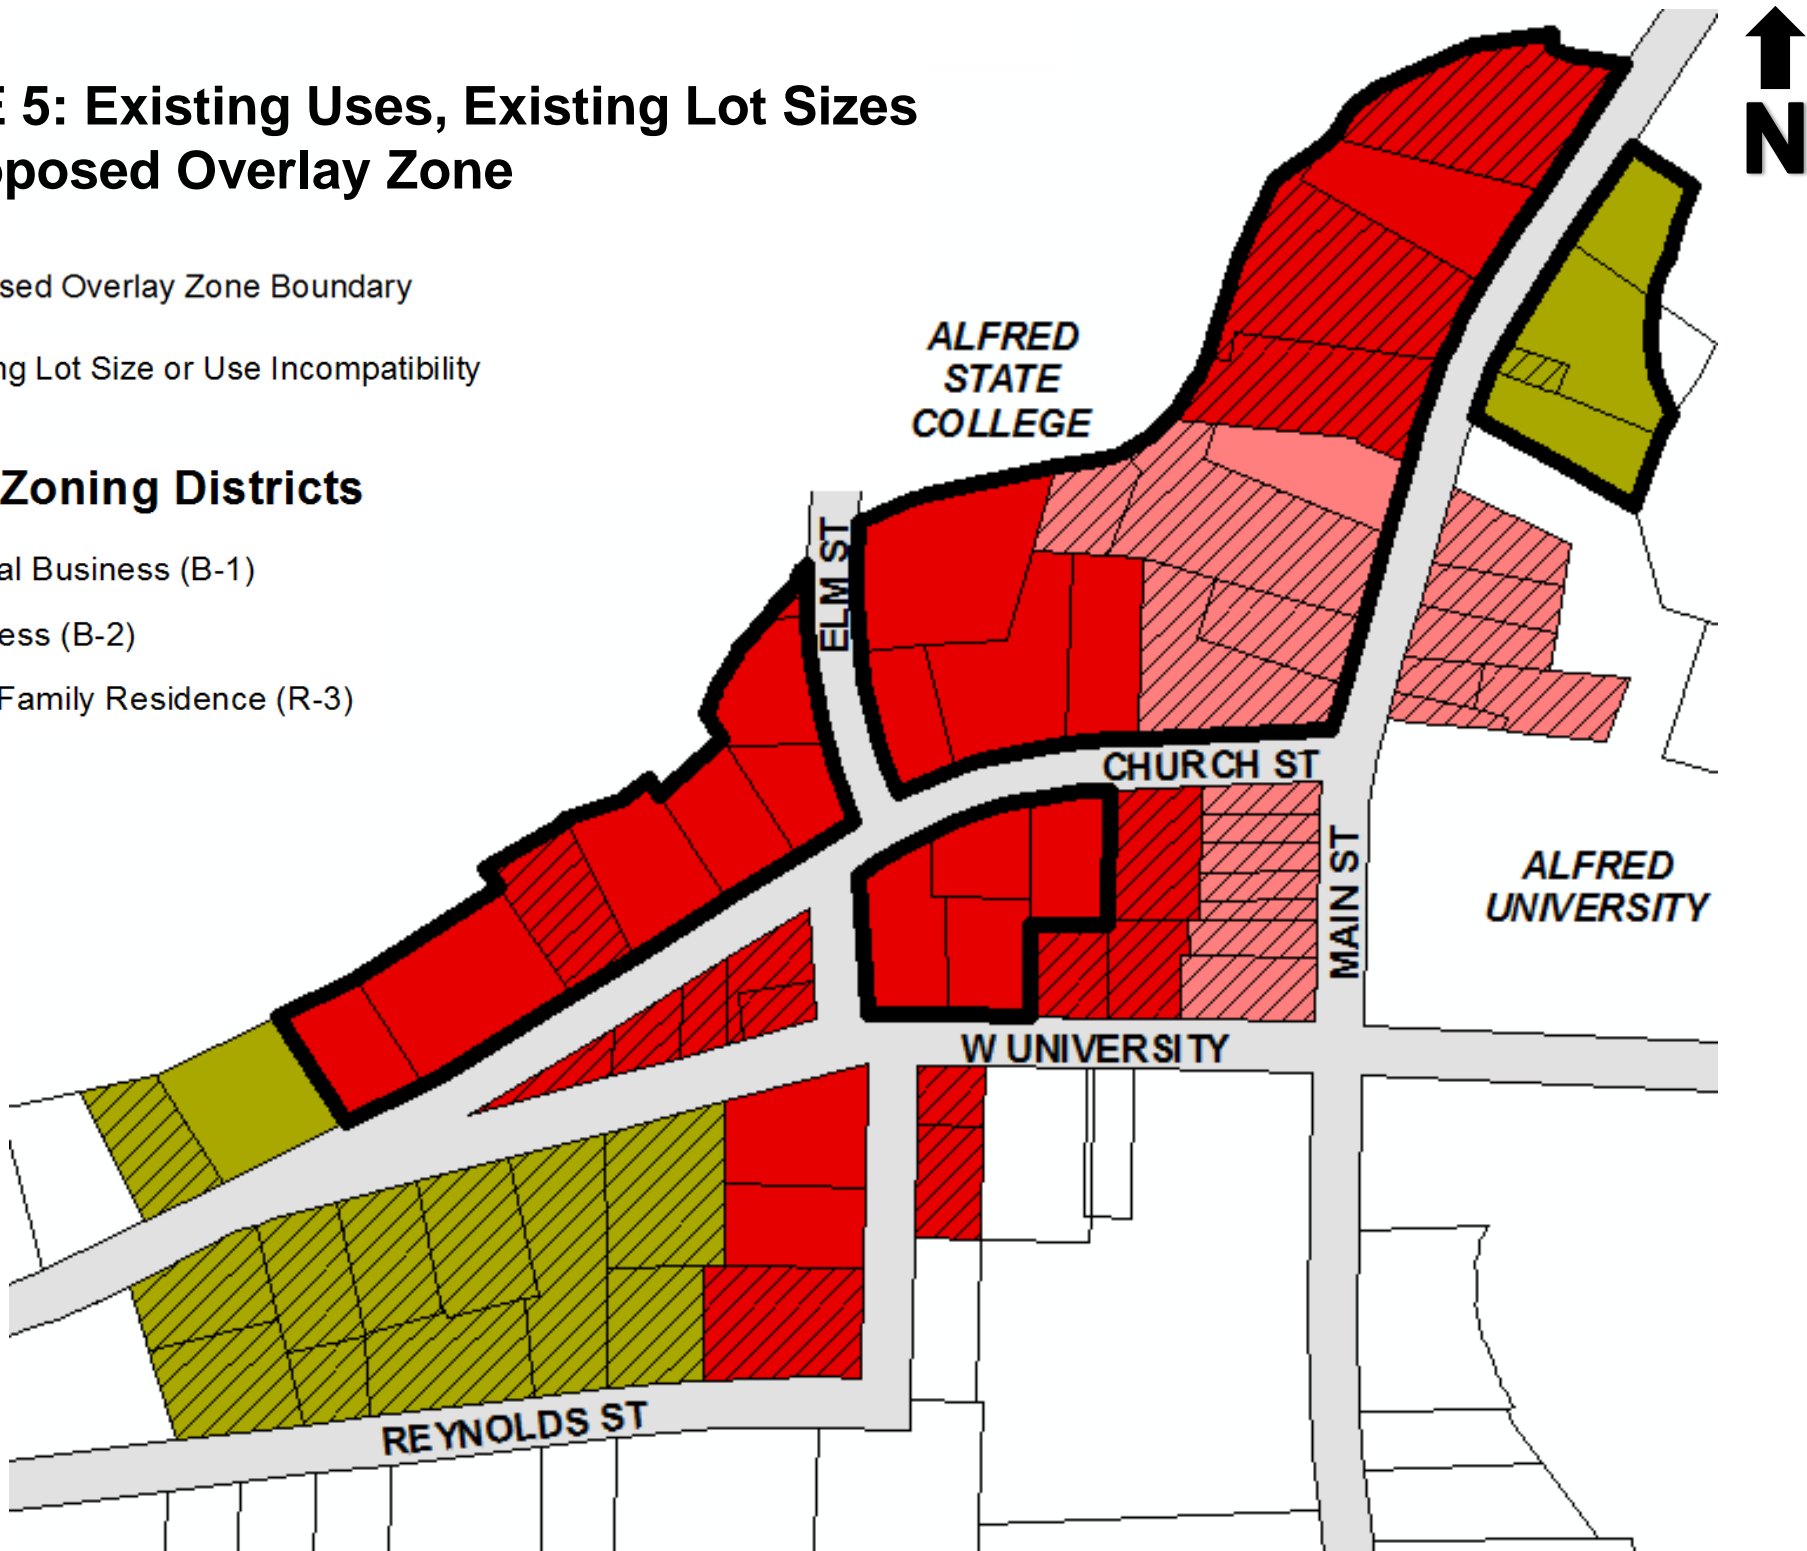 E 5: Existing Uses, Existing Lot Sizes
oposed Overlay Zone
N
sed Overlay Zone Boundary
ng Lot Size or Use Incompatibility
Zoning Districts
al Business (B-1)
ess (B-2)
Family Residence (R-3)
ALFRED
STATE
COLLEGE
ELM ST
CHURCH ST
MAIN ST
ALFRED
UNIVERSITY
W UNIVERSITY
REYNOLDS ST